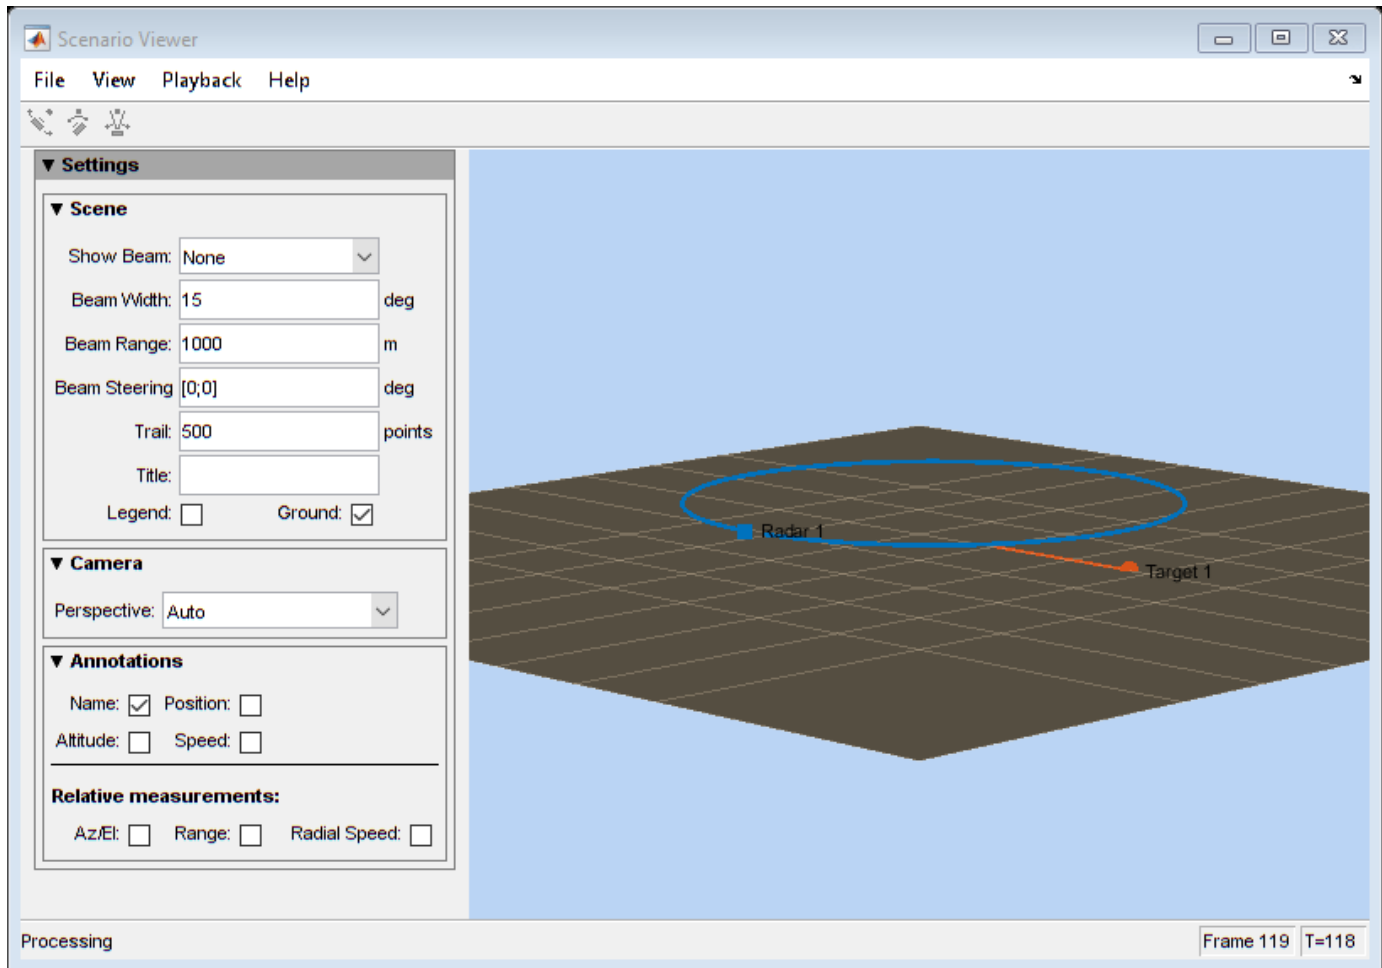 Scenario Viewer
File View Playback Help
▼ Settings
▼ Scene
Show Beam: None
Beam Width: 15 deg
Beam Range: 1000 m
Beam Steering [0;0] deg
Trail: 500 points
Title:
Legend: Ground:
▼ Camera
Perspective: Auto
▼ Annotations
Name: Position:
Altitude: Speed:
Relative measurements:
Az/El: Range: Radial Speed:
Radar 1
Target 1
Processing Frame 119 T=118